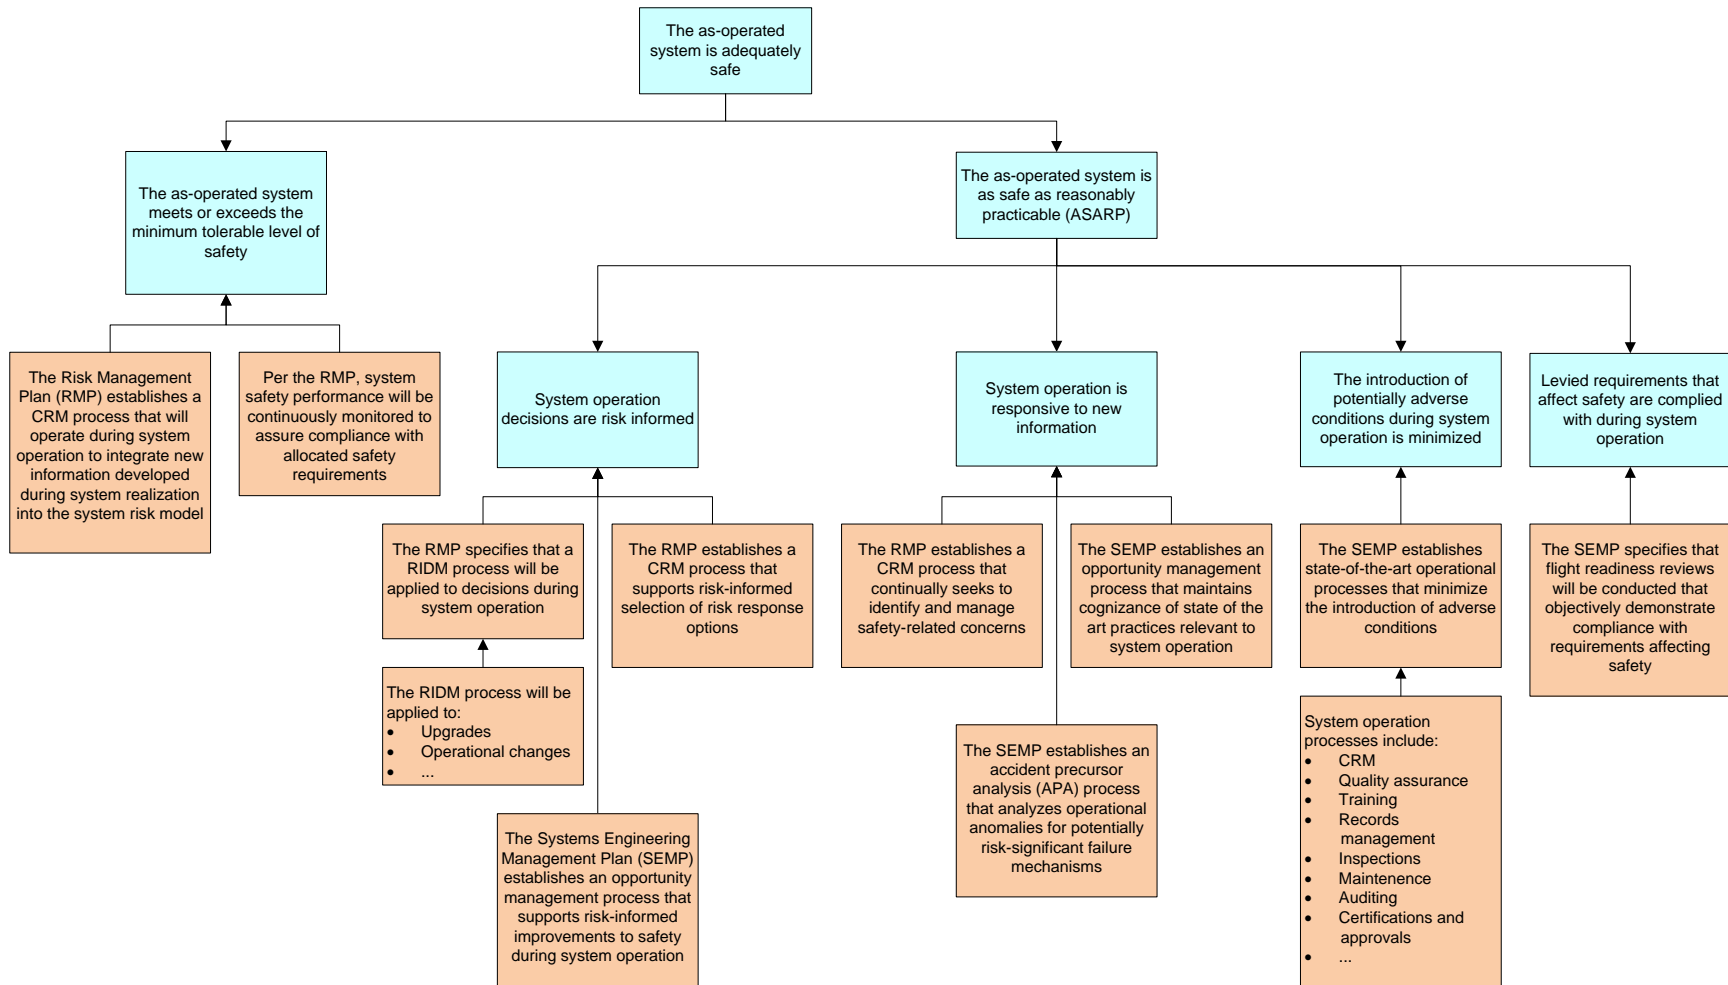 The as-operated
system is adequately
safe
The as-operated system
meets or exceeds the
minimum tolerable level of
safety
The as-operated system is
as safe as reasonably
practicable (ASARP)
The Risk Management
Plan (RMP) establishes a
CRM process that will
operate during system
operation to integrate new
information developed
during system realization
into the system risk model
Per the RMP, system
safety performance will be
continuously monitored to
assure compliance with
allocated safety
requirements
System operation
decisions are risk informed
System operation is
responsive to new
information
The introduction of
potentially adverse
conditions during system
operation is minimized
Levied requirements that
affect safety are complied
with during system
operation
The RMP specifies that a
RIDM process will be
applied to decisions during
system operation
The RMP establishes a
CRM process that
supports risk-informed
selection of risk response
options
The RMP establishes a
CRM process that
continually seeks to
identify and manage
safety-related concerns
The SEMP establishes an
opportunity management
process that maintains
cognizance of state of the
art practices relevant to
system operation
The SEMP establishes
state-of-the-art operational
processes that minimize
the introduction of adverse
conditions
The SEMP specifies that
flight readiness reviews
will be conducted that
objectively demonstrate
compliance with
requirements affecting
safety
The RIDM process will be
applied to:
• Upgrades
• Operational changes
• ...
The SEMP establishes an
accident precursor
analysis (APA) process
that analyzes operational
anomalies for potentially
risk-significant failure
mechanisms
System operation
processes include:
• CRM
• Quality assurance
• Training
• Records
management
• Inspections
• Maintenence
• Auditing
• Certifications and
approvals
• ...
The Systems Engineering
Management Plan (SEMP)
establishes an opportunity
management process that
supports risk-informed
improvements to safety
during system operation